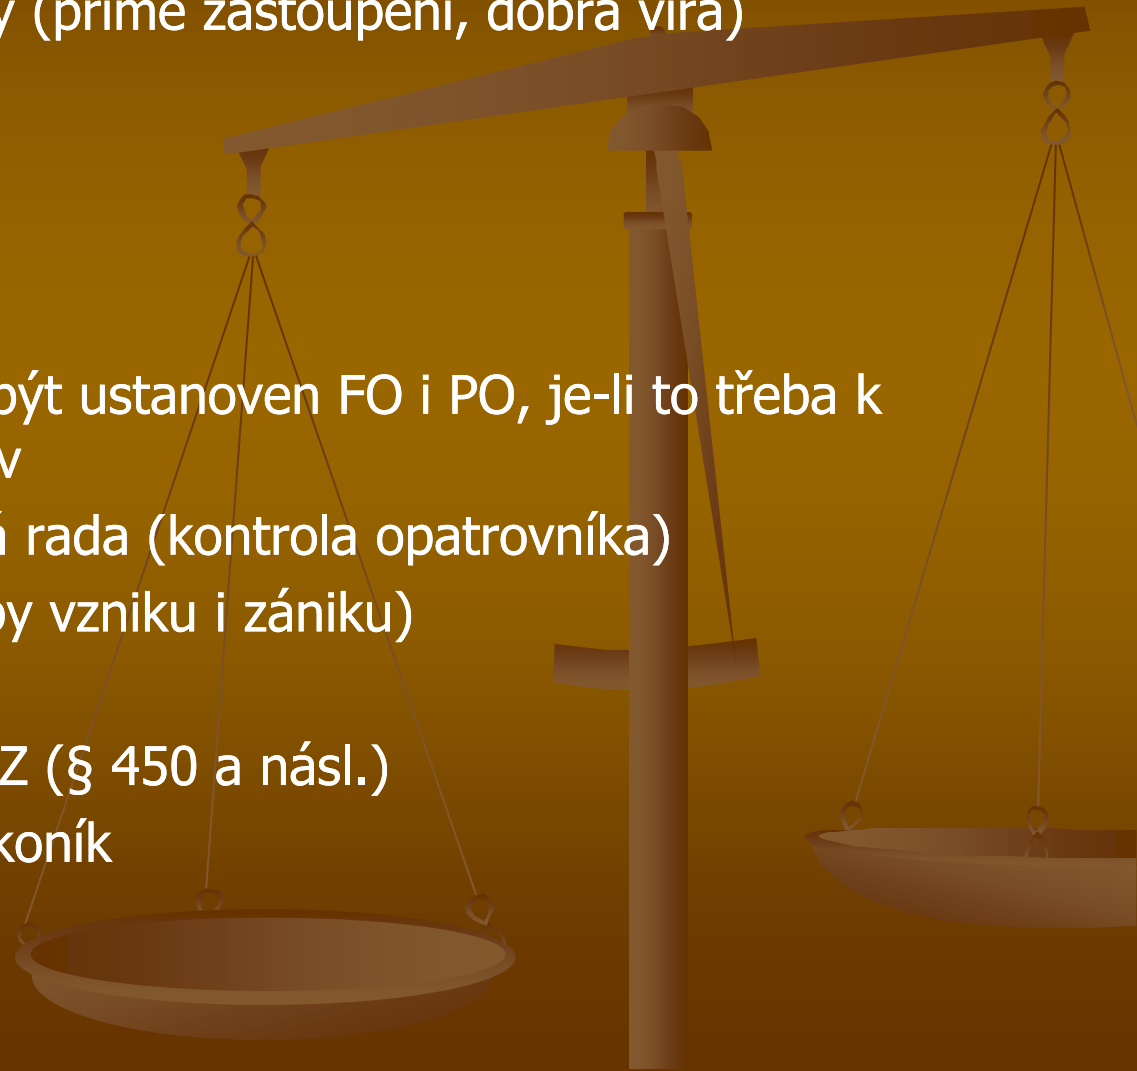 (přímé zastoupení, dobrá víra)
být ustanoven FO i PO, je-li to třeba k
v
rada (kontrola opatrovníka)
vzniku i zániku)
Z (§ 450 a násl.)
koník